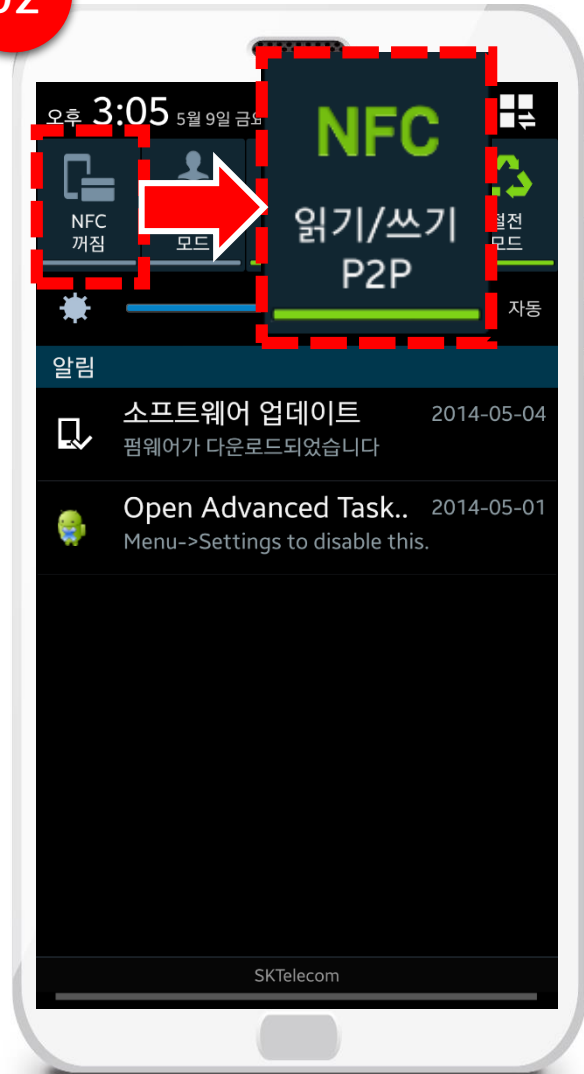 02
오후 3:05 5월 9일 금요
NFC
꺼짐
모드
NFC
읽기/쓰기
P2P
절전
모드
자동
알림
소프트웨어 업데이트 2014-05-04
펌웨어가 다운로드되었습니다
Open Advanced Task.. 2014-05-01
Menu->Settings to disable this.
SKTelecom